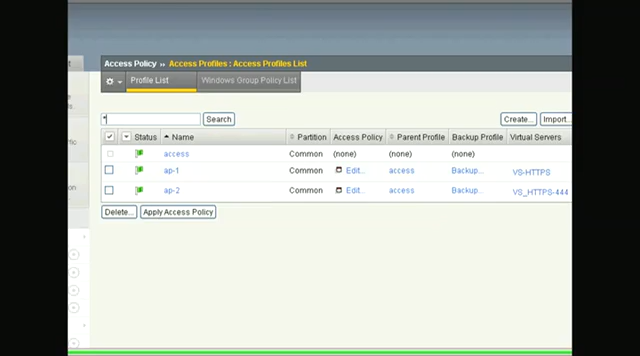 Access Policy » Access Profiles : Access Profiles List
Profile List Windows Group Policy List
* Search Create... Import...
Status Name Partition Access Policy Parent Profile Backup Profile Virtual Servers
access Common (none) (none) (none)
ap-1 Common Edit... access Backup... VS-HTTPS
ap-2 Common Edit... access Backup... VS_HTTPS-444
Delete... Apply Access Policy